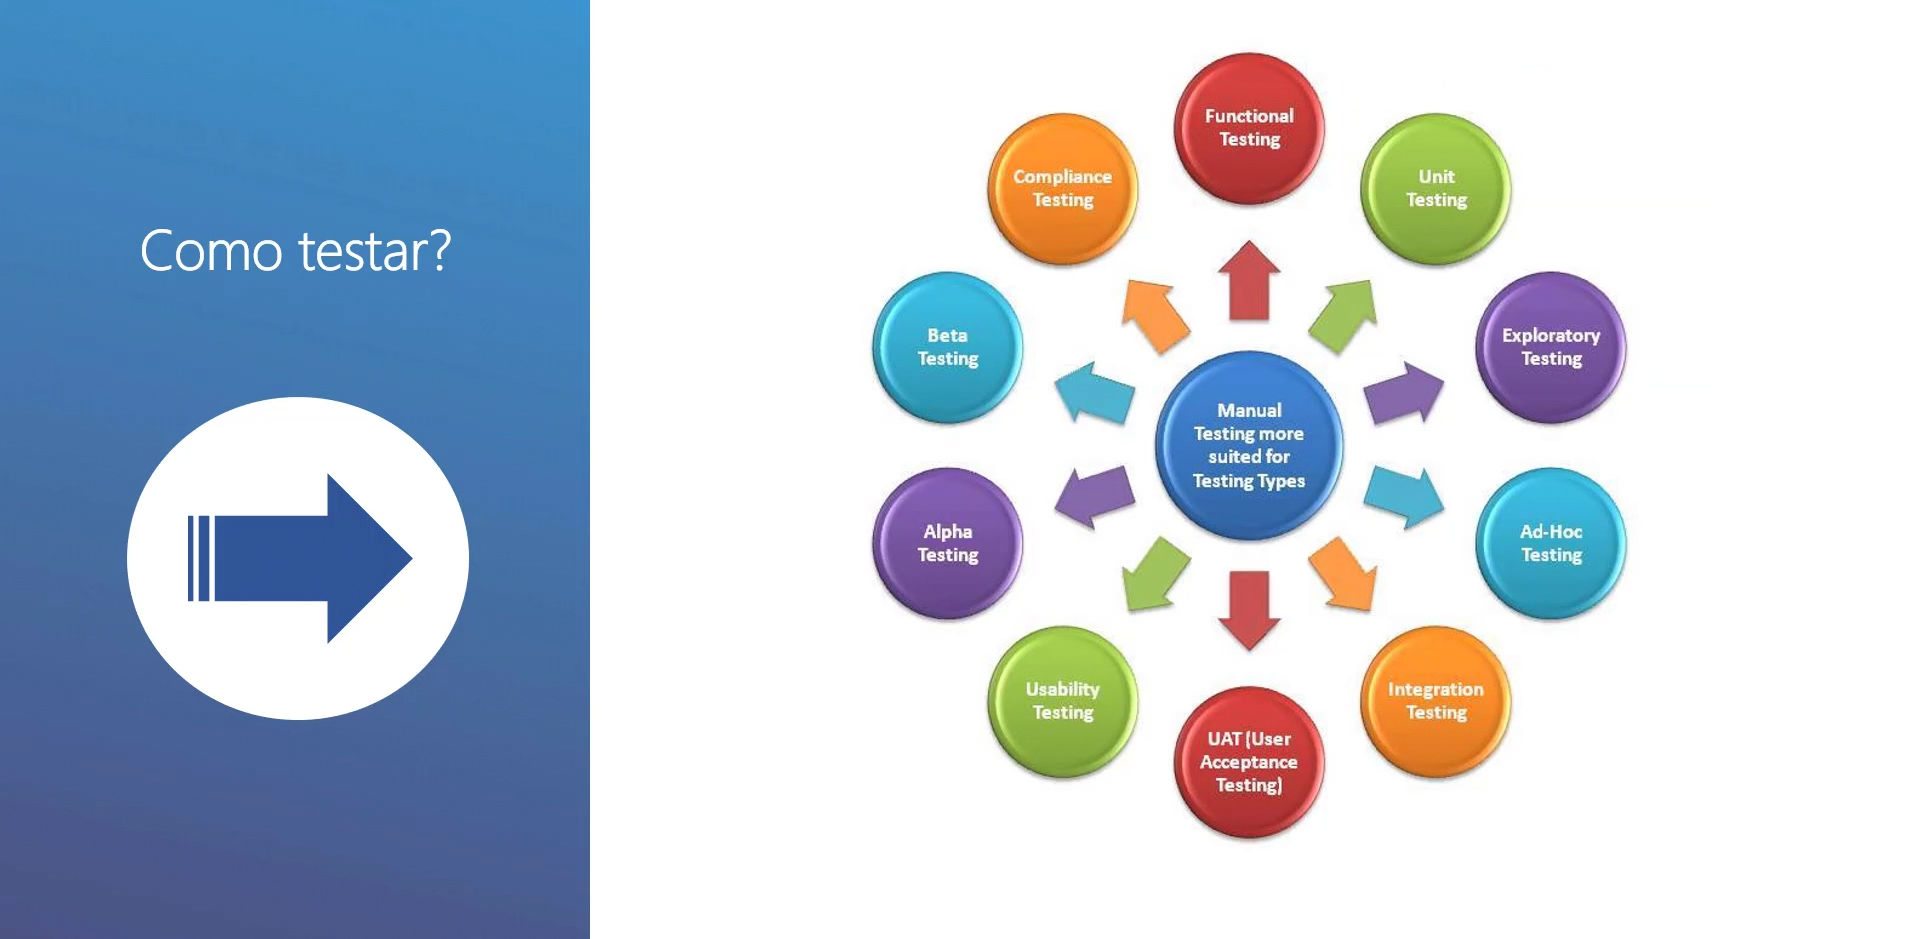 Como testar?
Functional
Testing
Unit
Testing
Exploratory
Testing
Ad-Hoc
Testing
Integration
Testing
UAT (User
Acceptance
Testing)
Usability
Testing
Alpha
Testing
Beta
Testing
Compliance
Testing
Manual
Testing more
suited for
Testing Types